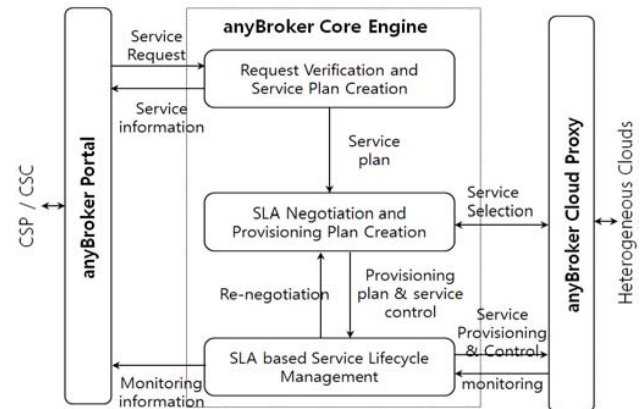 anyBroker Core Engine
Service
Request
Request Verification and
Service Plan Creation
Service
information
Service
plan
CSP / CSC
anyBroker Portal
SLA Negotiation and
Provisioning Plan Creation
Service
Selection
anyBroker Cloud Proxy
Heterogeneous Clouds
Re-negotiation
Provisioning
plan & service
control
Service
Provisioning
& Control
SLA based Service Lifecycle
Management
Monitoring
information
monitoring